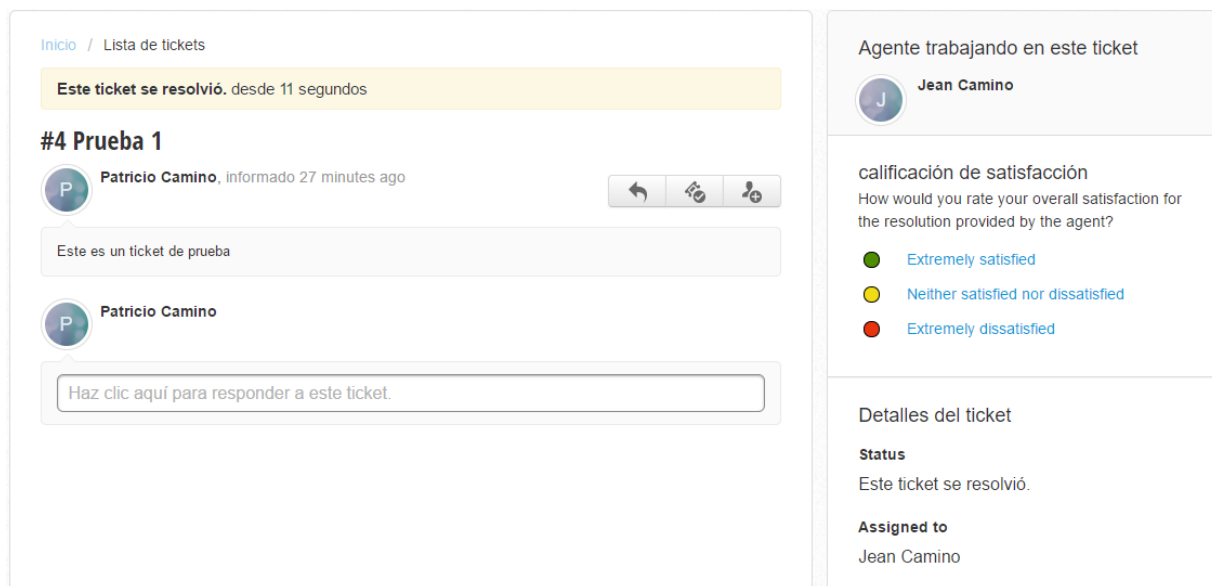 Inicio / Lista de tickets
Este ticket se resolvió. desde 11 segundos
#4 Prueba 1
P
Patricio Camino, informado 27 minutes ago
Este es un ticket de prueba
P
Patricio Camino
Haz clic aquí para responder a este ticket.
Agente trabajando en este ticket
J
Jean Camino
calificación de satisfacción
How would you rate your overall satisfaction for
the resolution provided by the agent?
Extremely satisfied
Neither satisfied nor dissatisfied
Extremely dissatisfied
Detalles del ticket
Status
Este ticket se resolvió.
Assigned to
Jean Camino